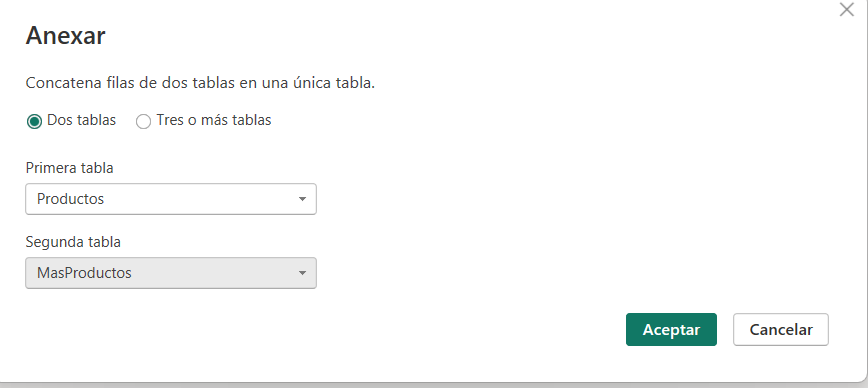 Anexar
Concatena filas de dos tablas en una única tabla.
Dos tablas Tres o más tablas
Primera tabla
Productos
Segunda tabla
MasProductos
Aceptar Cancelar